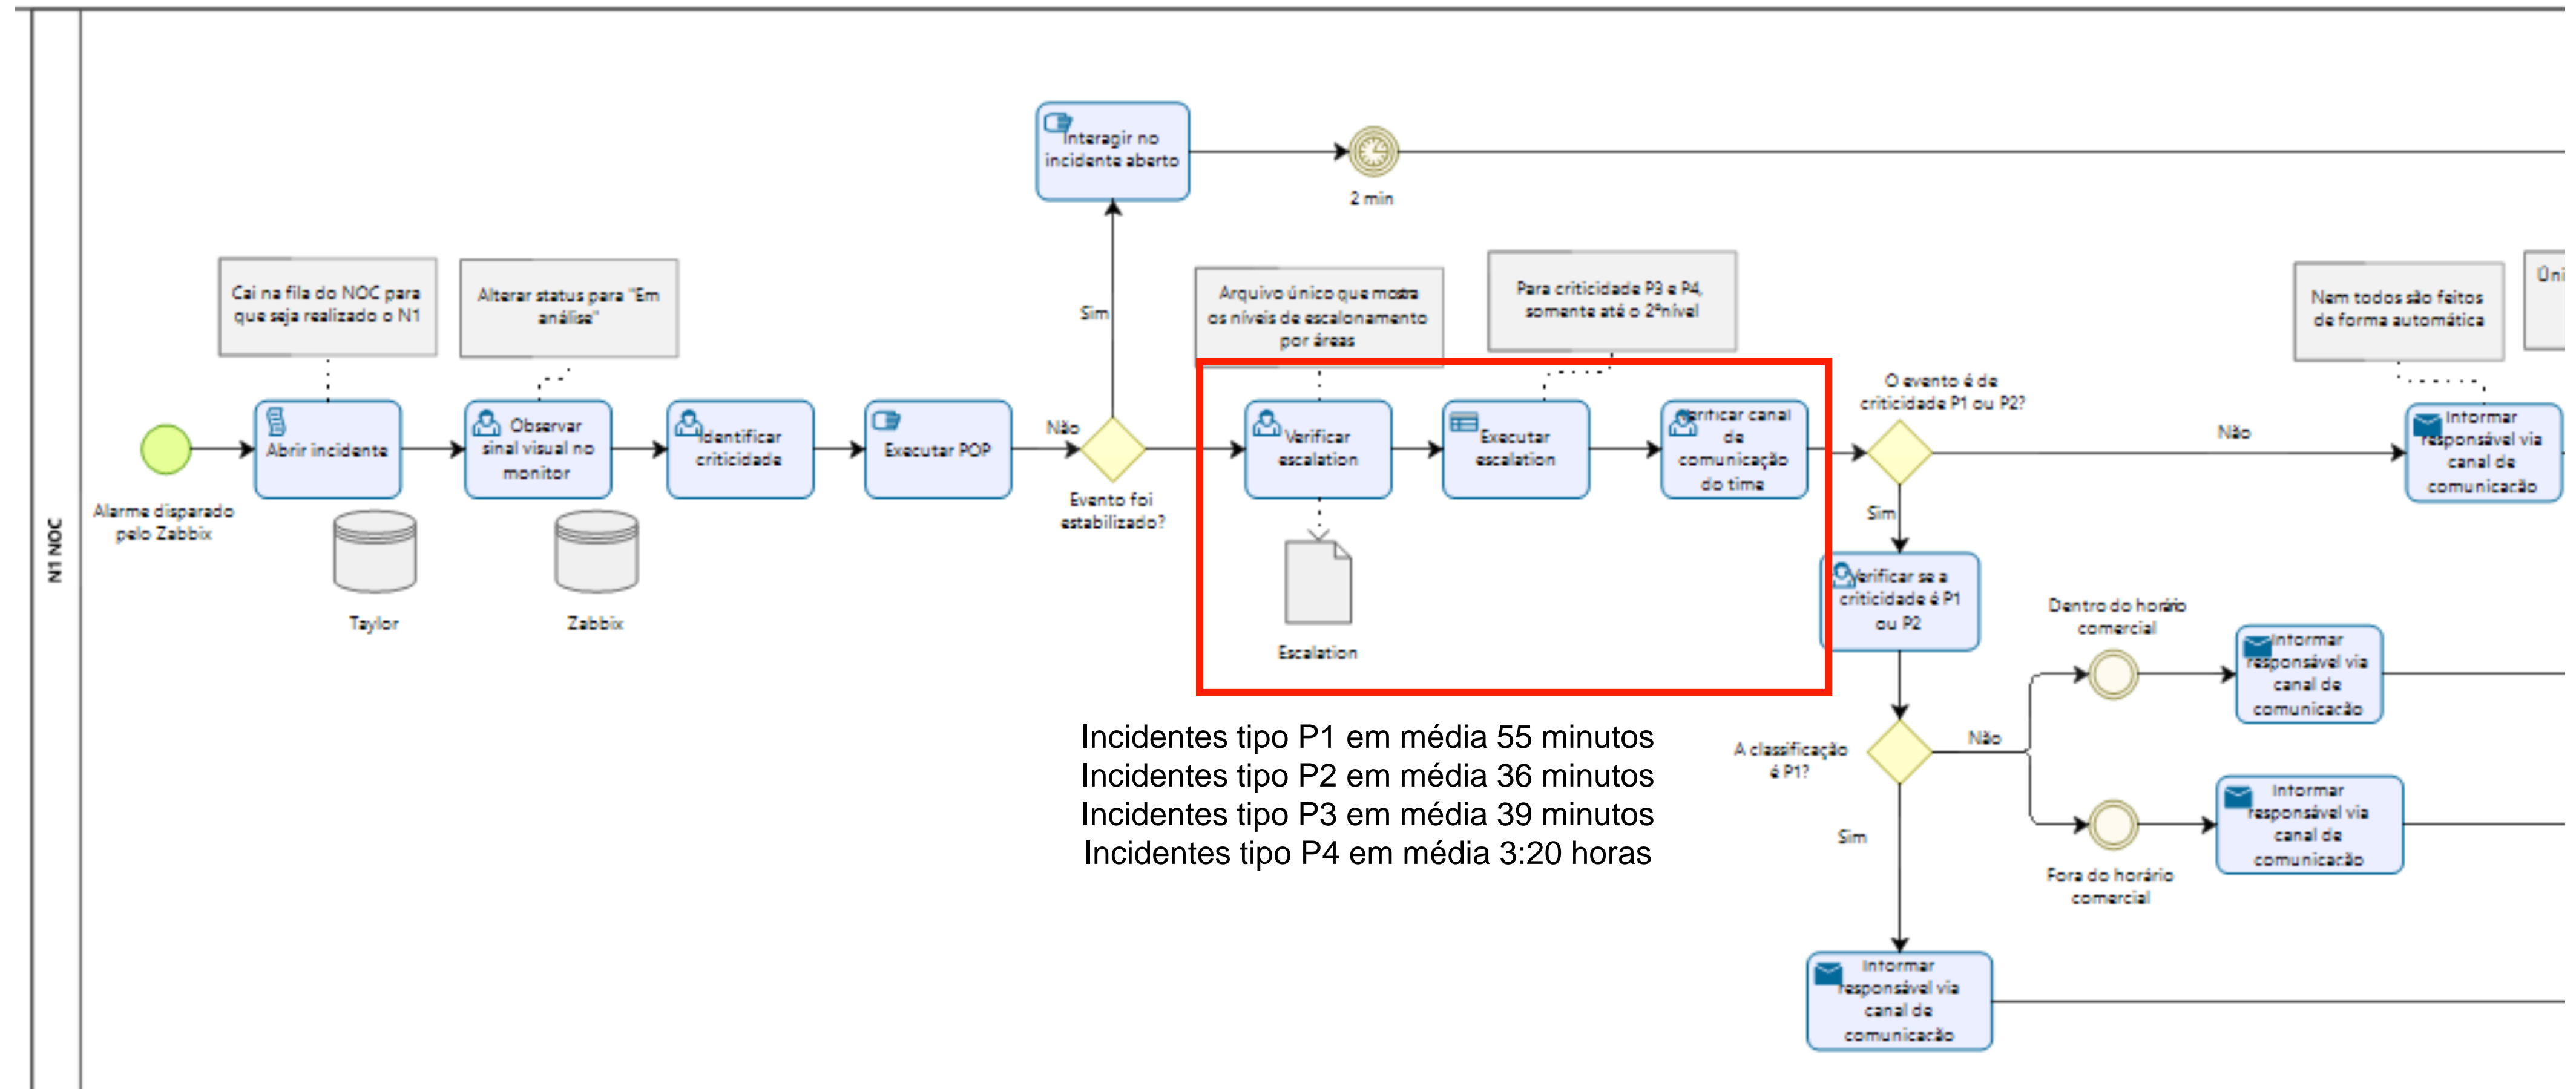 N1 NOC
Alarme disparado
pelo Zabbix
Cai na fila do NOC para
que seja realizado o N1
Abrir incidente
Taylor
Alterar status para "Em
análise"
Observar
sinal visual no
monitor
Zabbix
Identificar
criticidade
Executar POP
Não
Evento foi
estabilizado?
Sim
Interagir no
incidente aberto
2 min
Arquivo único que mostra
os níveis de escalonamento
por áreas
Verificar
escalation
Escalation
Para criticidade P3 e P4,
somente até o 2ºnível
Executar
escalation
Verificar canal
de
comunicação
do time
O evento é de
criticidade P1 ou P2?
Não
Sim
Nem todos são feitos
de forma automática
Úni
Informar
responsável via
canal de
comunicação
Verificar se a
criticidade é P1
ou P2
A classificação
é P1?
Não
Sim
Dentro do horário
comercial
Informar
responsável via
canal de
comunicação
Fora do horário
comercial
Informar
responsável via
canal de
comunicação
Informar
responsável via
canal de
comunicação
Incidentes tipo P1 em média 55 minutos
Incidentes tipo P2 em média 36 minutos
Incidentes tipo P3 em média 39 minutos
Incidentes tipo P4 em média 3:20 horas